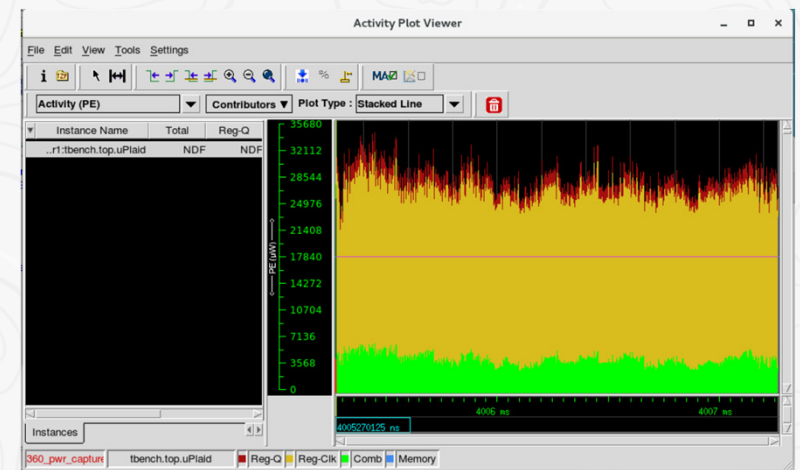 Activity Plot Viewer
File Edit View Tools Settings
i % MA
Activity (PE) Contributors Plot Type : Stacked Line
Instance Name Total Reg-Q
..r1:tbench.top.uPlaid NDF NDF
PE (uW)
35680
32112
28544
24976
21408
17840
14272
10704
7136
3568
0
4006 ms
4007 ms
4005270125 ns
Instances
360_pwr_capture tbench.top.uPlaid Reg-Q Reg-Clk Comb Memory